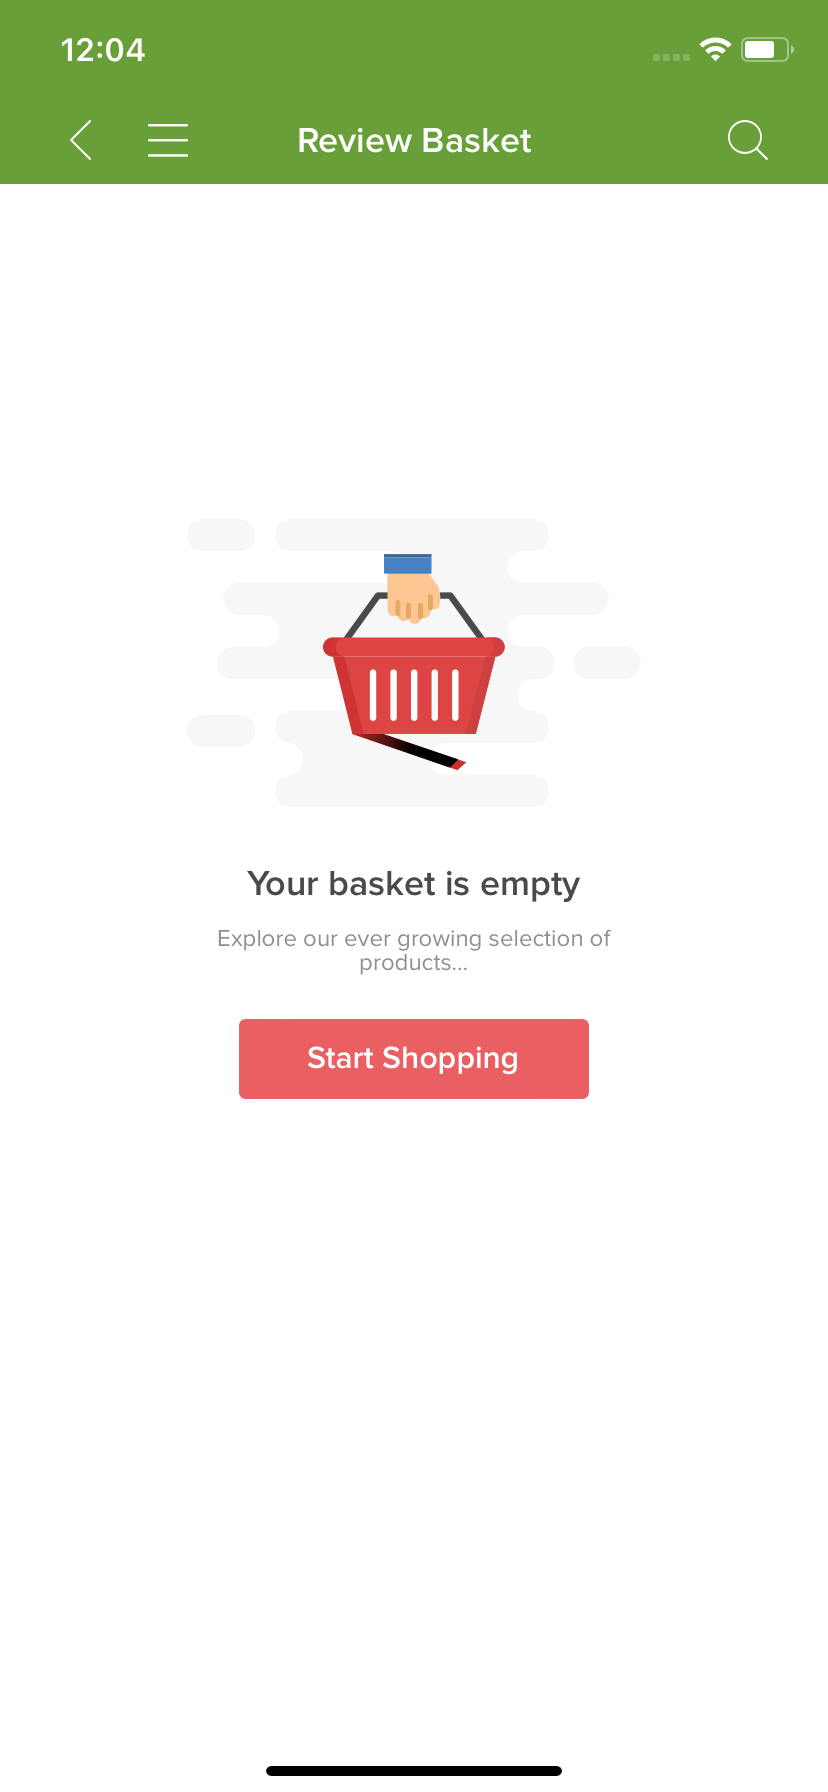 12:04
Review Basket
Your basket is empty
Explore our ever growing selection of
products...
Start Shopping